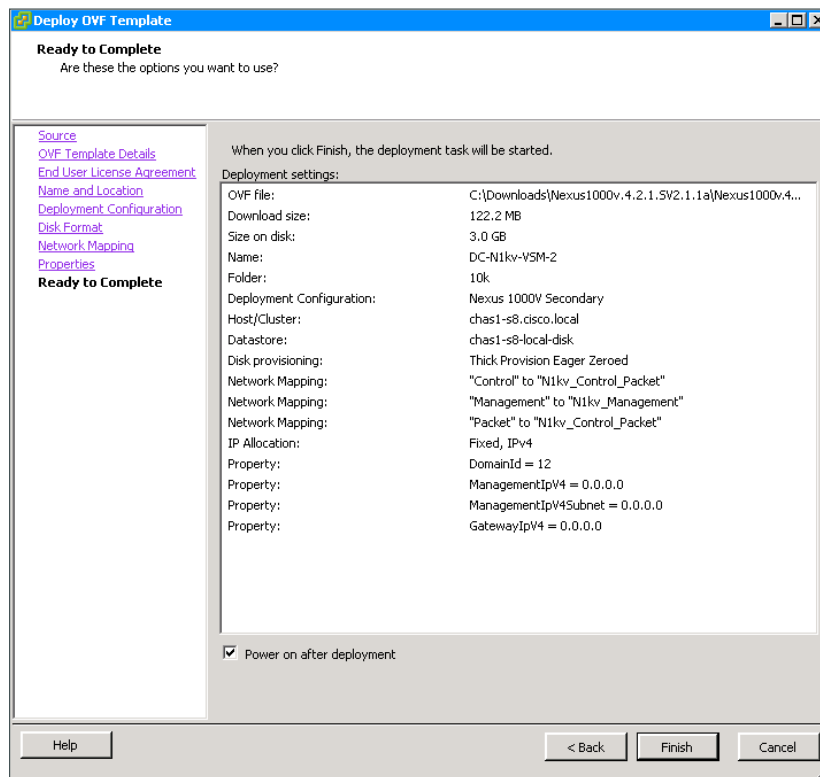 Deploy OVF Template
Ready to Complete
Are these the options you want to use?
Source
OVF Template Details
End User License Agreement
Name and Location
Deployment Configuration
Disk Format
Network Mapping
Properties
Ready to Complete
When you click Finish, the deployment task will be started.
Deployment settings:
OVF file: C:\Downloads\Nexus1000v.4.2.1.SV2.1.1a\Nexus1000v.4...
Download size: 122.2 MB
Size on disk: 3.0 GB
Name: DC-N1kv-VSM-2
Folder: 10k
Deployment Configuration: Nexus 1000V Secondary
Host/Cluster: chas1-s8.cisco.local
Datastore: chas1-s8-local-disk
Disk provisioning: Thick Provision Eager Zeroed
Network Mapping: "Control" to "N1kv_Control_Packet"
Network Mapping: "Management" to "N1kv_Management"
Network Mapping: "Packet" to "N1kv_Control_Packet"
IP Allocation: Fixed, IPv4
Property: DomainId = 12
Property: ManagementIpV4 = 0.0.0.0
Property: ManagementIpV4Subnet = 0.0.0.0
Property: GatewayIpV4 = 0.0.0.0
Power on after deployment
Help < Back Finish Cancel